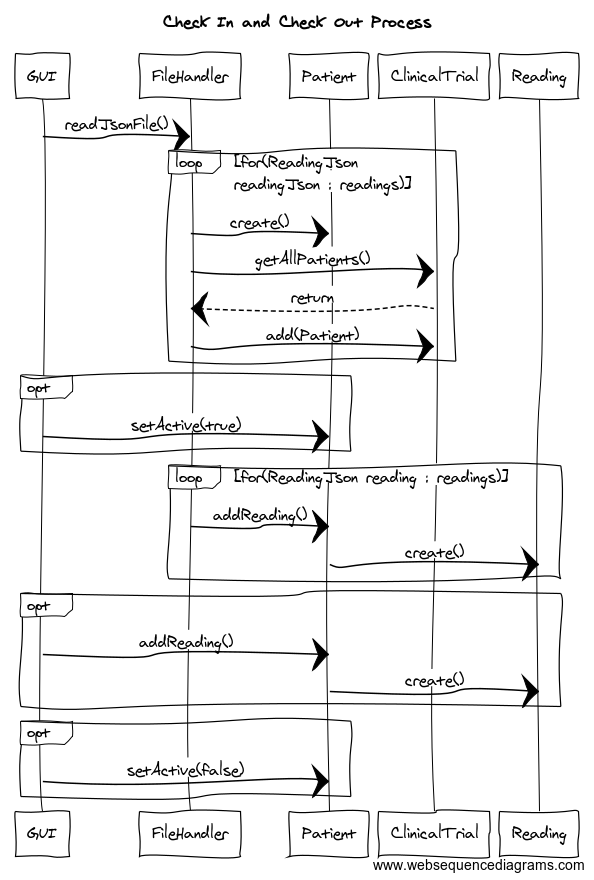 Check In and Check Out Process
GUI FileHandler Patient ClinicalTrial Reading
readJsonFile()
loop [for(ReadingJson
readingJson : readings)]
create()
getAllPatients()
return
add(Patient)
opt
setActive(true)
loop [for(ReadingJson reading : readings)]
addReading()
create()
opt
addReading()
create()
opt
setActive(false)
GUI FileHandler Patient ClinicalTrial Reading
www.websequencediagrams.com